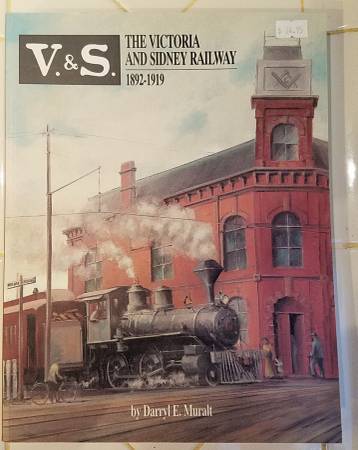 V.&S.
THE VICTORIA
AND SIDNEY RAILWAY
1892-1919
by Darryl E. Muralt